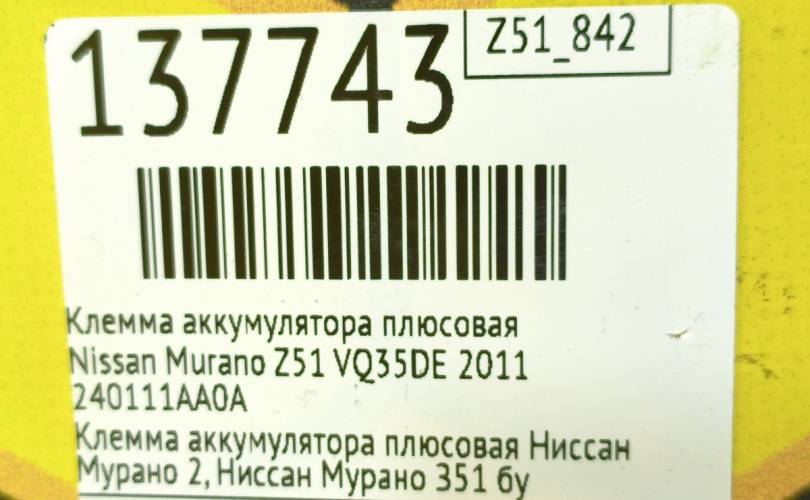 137743
Z51_842
Клемма аккумулятора плюсовая
Nissan Murano Z51 VQ35DE 2011
240111AA0A
Клемма аккумулятора плюсовая Ниссан
Мурано 2, Ниссан Мурано З51 бу